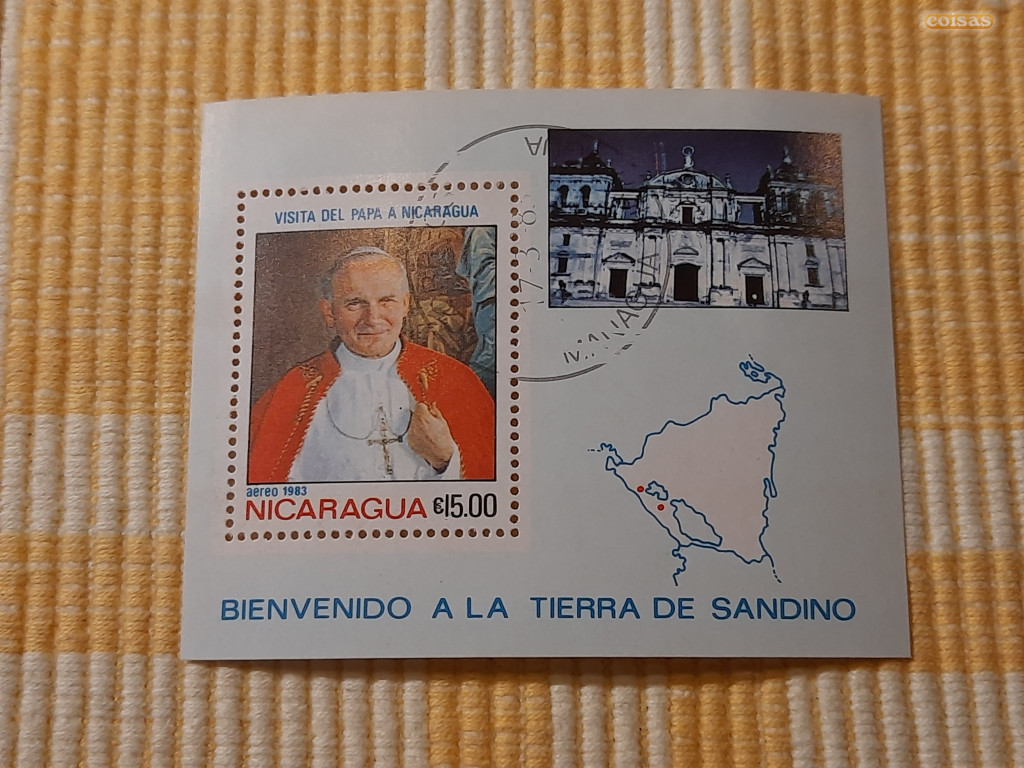 coisas
VISITA DEL PAPA A NICARAGUA
aereo 1983
NICARAGUA €15.00
BIENVENIDO A LA TIERRA DE SANDINO